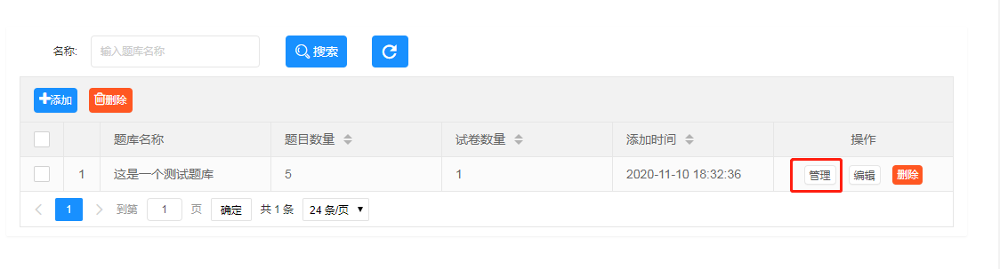 名称: 输入题库名称 搜索
添加 删除
题库名称 题目数量 试卷数量 添加时间 操作
1 这是一个测试题库 5 1 2020-11-10 18:32:36 管理 编辑 删除
1 到第 1 页 确定 共 1 条 24 条/页